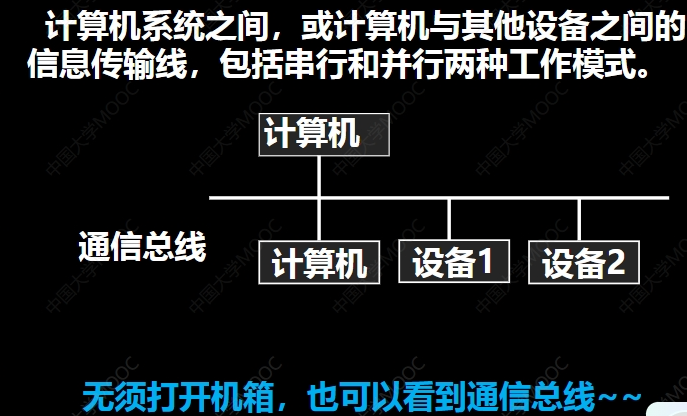 计算机系统之间，或计算机与其他设备之间的
信息传输线，包括串行和并行两种工作模式。
计算机
通信总线
计算机
设备1
设备2
无须打开机箱，也可以看到通信总线~~
中国大学MOOC